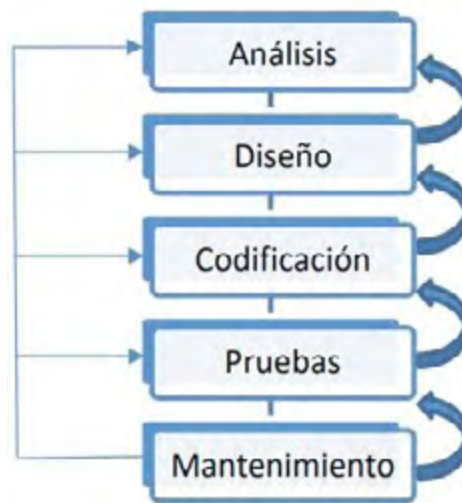 Análisis
Diseño
Codificación
Pruebas
Mantenimiento